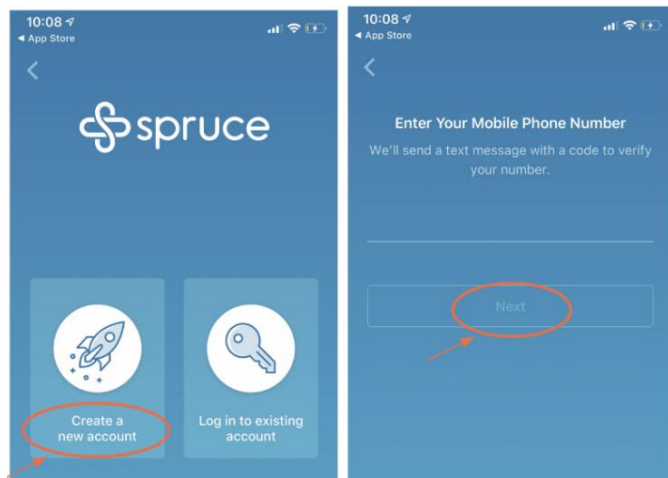 10:08
App Store
spruce
Create a
new account
Log in to existing
account
10:08
App Store
Enter Your Mobile Phone Number
We'll send a text message with a code to verify
your number.
Next